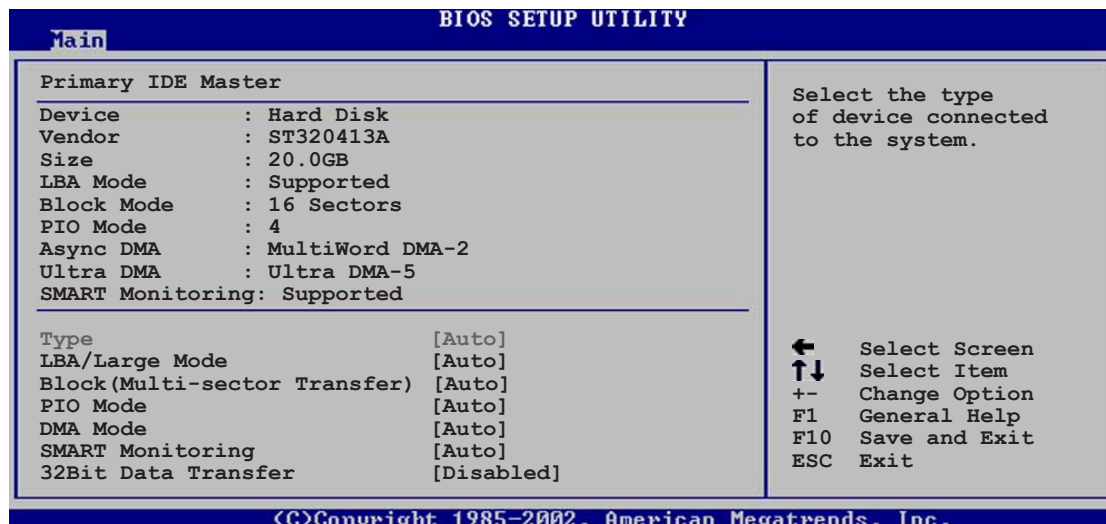 BIOS SETUP UTILITY
Main
Primary IDE Master
Device : Hard Disk
Vendor : ST320413A
Size : 20.0GB
LBA Mode : Supported
Block Mode : 16 Sectors
PIO Mode : 4
Async DMA : MultiWord DMA-2
Ultra DMA : Ultra DMA-5
SMART Monitoring: Supported
Type [Auto]
LBA/Large Mode [Auto]
Block(Multi-sector Transfer) [Auto]
PIO Mode [Auto]
DMA Mode [Auto]
SMART Monitoring [Auto]
32Bit Data Transfer [Disabled]
Select the type
of device connected
to the system.
← Select Screen
↑↓ Select Item
+- Change Option
F1 General Help
F10 Save and Exit
ESC Exit
(C)Copyright 1985-2002, American Megatrends, Inc.